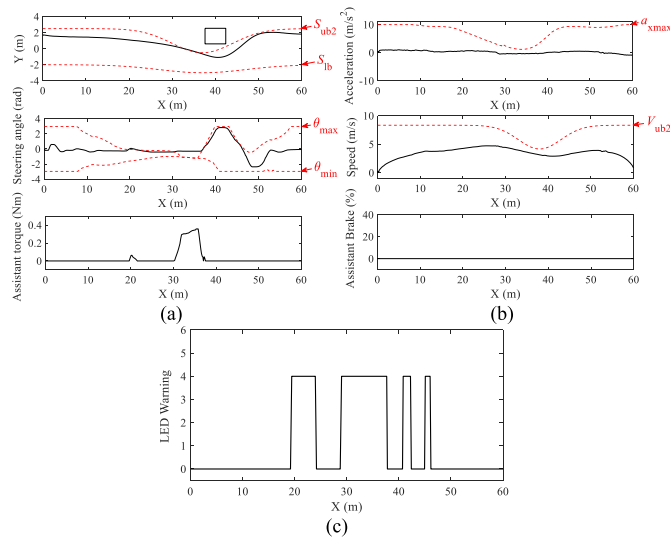 4
2
0
-2
-4
Y (m)
0 10 20 30 40 50 60
X (m)
S_ub2
S_lb
4
2
0
-2
-4
Steering angle (rad)
0 10 20 30 40 50 60
X (m)
θ_max
θ_min
0.4
0.2
0
Assistant torque (Nm)
0 10 20 30 40 50 60
X (m)
(a)
10
0
-10
Acceleration (m/s²)
0 10 20 30 40 50 60
X (m)
a_xmax
10
5
0
Speed (m/s)
0 10 20 30 40 50 60
X (m)
V_ub2
40
20
0
Assistant Brake (%)
0 10 20 30 40 50 60
X (m)
(b)
6
5
4
3
2
1
0
LED Warning
0 10 20 30 40 50 60
X (m)
(c)